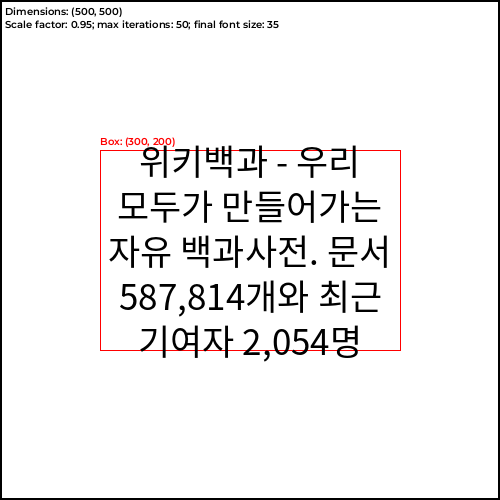 Dimensions: (500, 500)
Scale factor: 0.95; max iterations: 50; final font size: 35
Box: (300, 200)
위키백과 - 우리
모두가 만들어가는
자유 백과사전. 문서
587,814개와 최근
기여자 2,054명